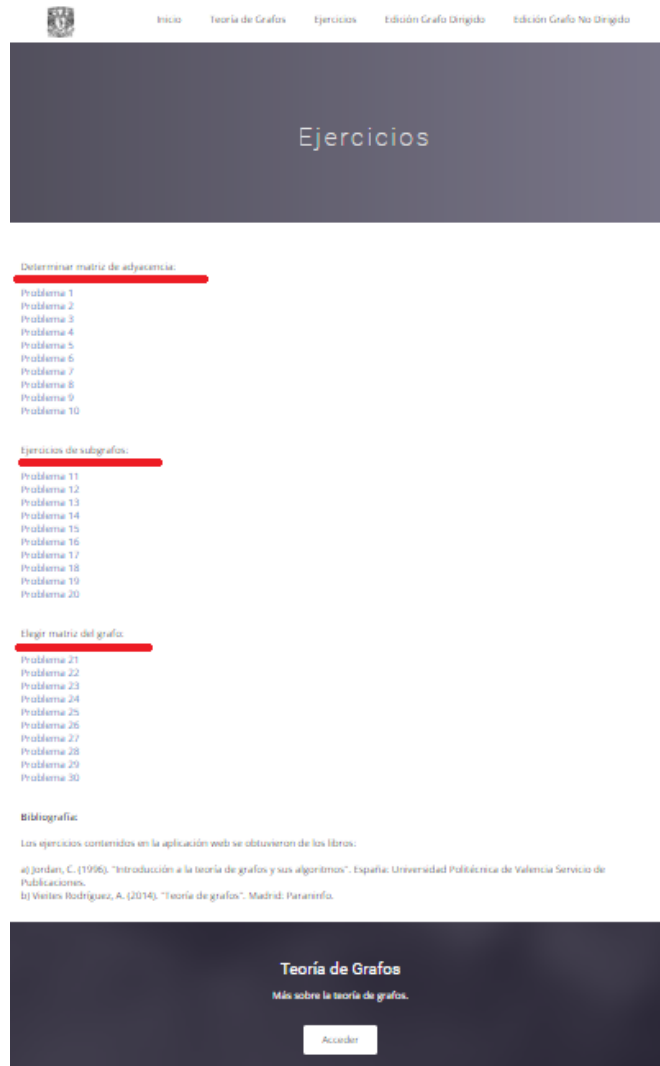 Inicio Teoría de Grafos Ejercicios Edición Grafo Dirigido Edición Grafo No Dirigido
Ejercicios
Determinar matriz de adyacencia:
Problema 1
Problema 2
Problema 3
Problema 4
Problema 5
Problema 6
Problema 7
Problema 8
Problema 9
Problema 10
Ejercicios de subgrafos:
Problema 11
Problema 12
Problema 13
Problema 14
Problema 15
Problema 16
Problema 17
Problema 18
Problema 19
Problema 20
Elegir matriz del grafo:
Problema 21
Problema 22
Problema 23
Problema 24
Problema 25
Problema 26
Problema 27
Problema 28
Problema 29
Problema 30
Bibliografía:
Los ejercicios contenidos en la aplicación web se obtuvieron de los libros:
a) Jordan, C. (1996). "Introducción a la teoría de grafos y sus algoritmos". España: Universidad Politécnica de Valencia Servicio de
Publicaciones.
b) Vieites Rodríguez, A. (2014). "Teoría de grafos". Madrid: Paraninfo.
Teoría de Grafos
Más sobre la teoría de grafos.
Acceder